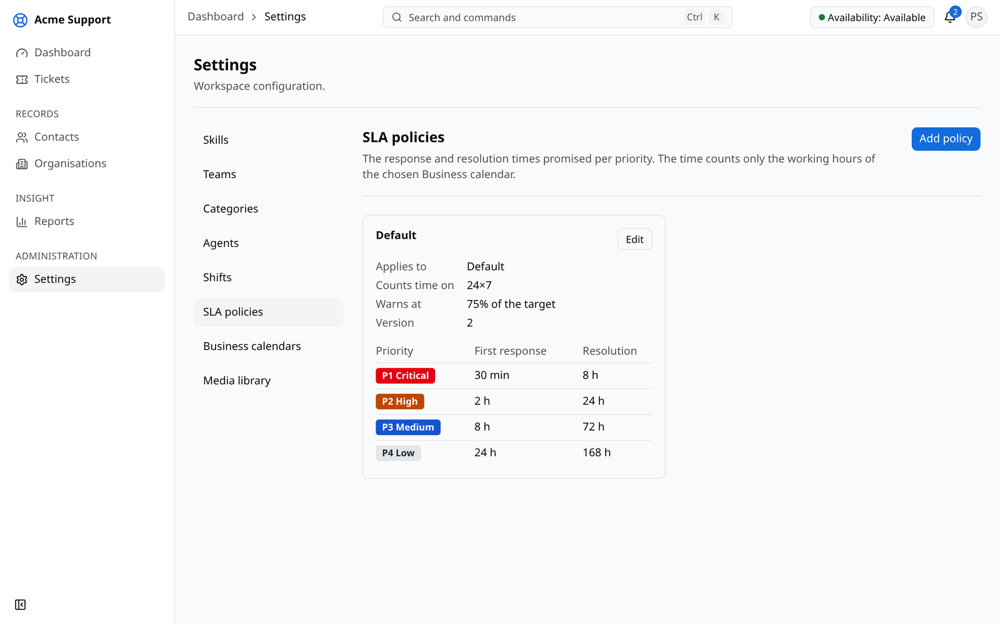 Acme Support
Dashboard
Tickets
RECORDS
Contacts
Organisations
INSIGHT
Reports
ADMINISTRATION
Settings
Dashboard > Settings
Search and commands
Ctrl K
Availability: Available
2
PS
Settings
Workspace configuration.
Skills
Teams
Categories
Agents
Shifts
SLA policies
Business calendars
Media library
SLA policies
Add policy
The response and resolution times promised per priority. The time counts only the working hours of
the chosen Business calendar.
Default
Edit
Applies to Default
Counts time on 24×7
Warns at 75% of the target
Version 2
Priority First response Resolution
P1 Critical 30 min 8 h
P2 High 2 h 24 h
P3 Medium 8 h 72 h
P4 Low 24 h 168 h